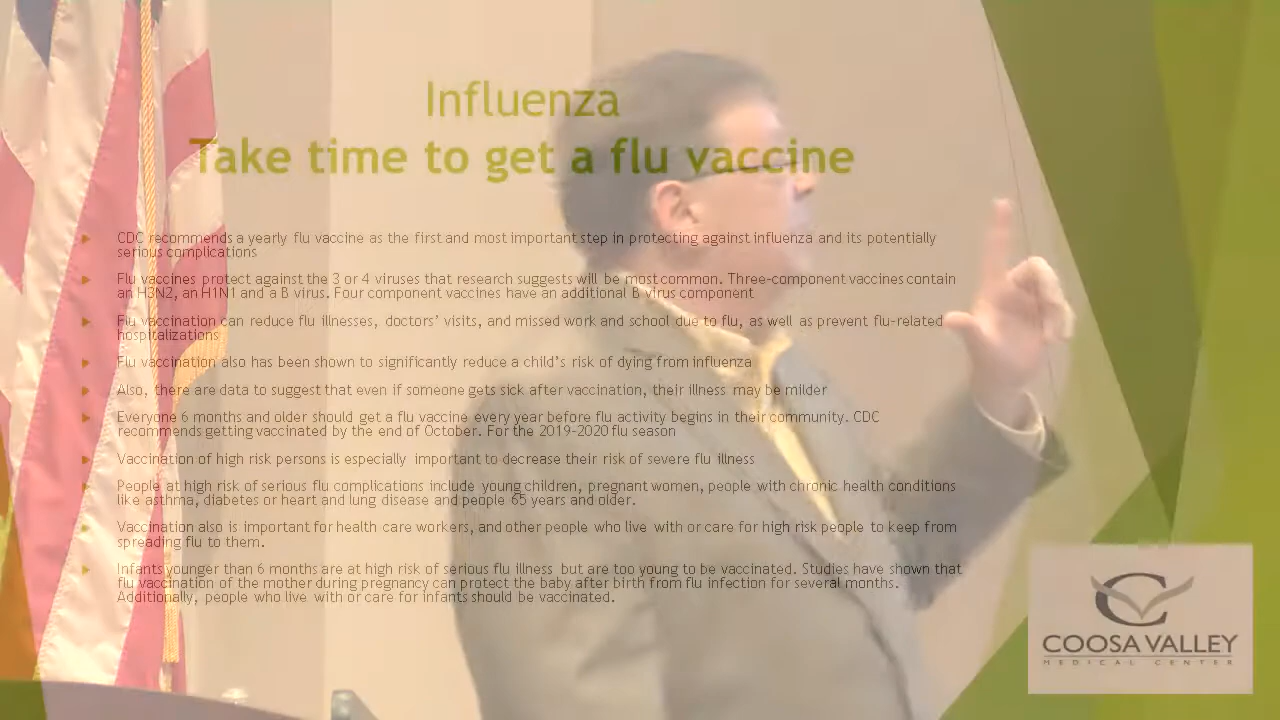 Influenza
Take time to get a flu vaccine
CDC recommends a yearly flu vaccine as the first and most important step in protecting against influenza and its potentially
serious complications
Flu vaccines protect against the 3 or 4 viruses that research suggests will be most common. Three-component vaccines contain
an H3N2, an H1N1 and a B virus. Four component vaccines have an additional B virus component
Flu vaccination can reduce flu illnesses, doctors' visits, and missed work and school due to flu, as well as prevent flu-related
hospitalizations
Flu vaccination also has been shown to significantly reduce a child's risk of dying from influenza
Also, there are data to suggest that even if someone gets sick after vaccination, their illness may be milder
Everyone 6 months and older should get a flu vaccine every year before flu activity begins in their community. CDC
recommends getting vaccinated by the end of October. For the 2019-2020 flu season
Vaccination of high risk persons is especially important to decrease their risk of severe flu illness
People at high risk of serious flu complications include young children, pregnant women, people with chronic health conditions
like asthma, diabetes or heart and lung disease and people 65 years and older.
Vaccination also is important for health care workers, and other people who live with or care for high risk people to keep from
spreading flu to them.
Infants younger than 6 months are at high risk of serious flu illness but are too young to be vaccinated. Studies have shown that
flu vaccination of the mother during pregnancy can protect the baby after birth from flu infection for several months.
Additionally, people who live with or care for infants should be vaccinated.
COOSA VALLEY
MEDICAL CENTER